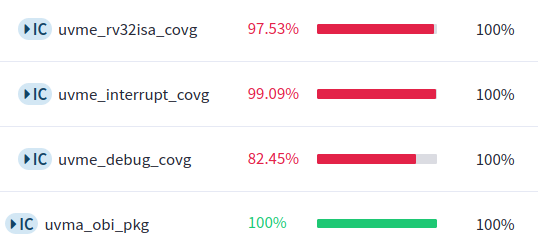 IC uvme_rv32isa_covg 97.53% 100%
IC uvme_interrupt_covg 99.09% 100%
IC uvme_debug_covg 82.45% 100%
IC uvma_obi_pkg 100% 100%